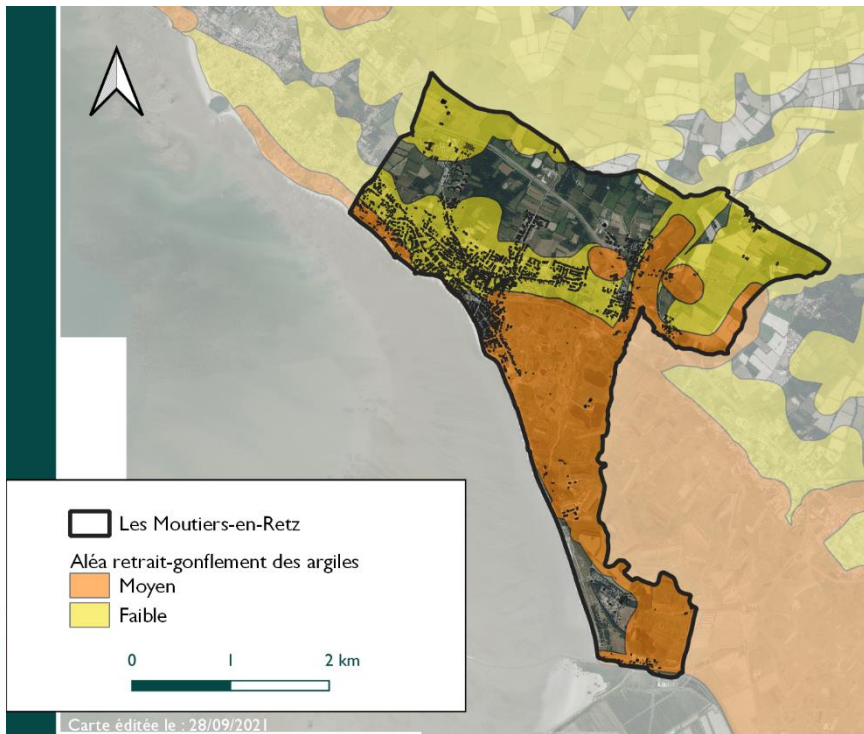 Les Moutiers-en-Retz
Aléa retrait-gonflement des argiles
Moyen
Faible
0 1 2 km
Carte éditée le : 28/09/2021